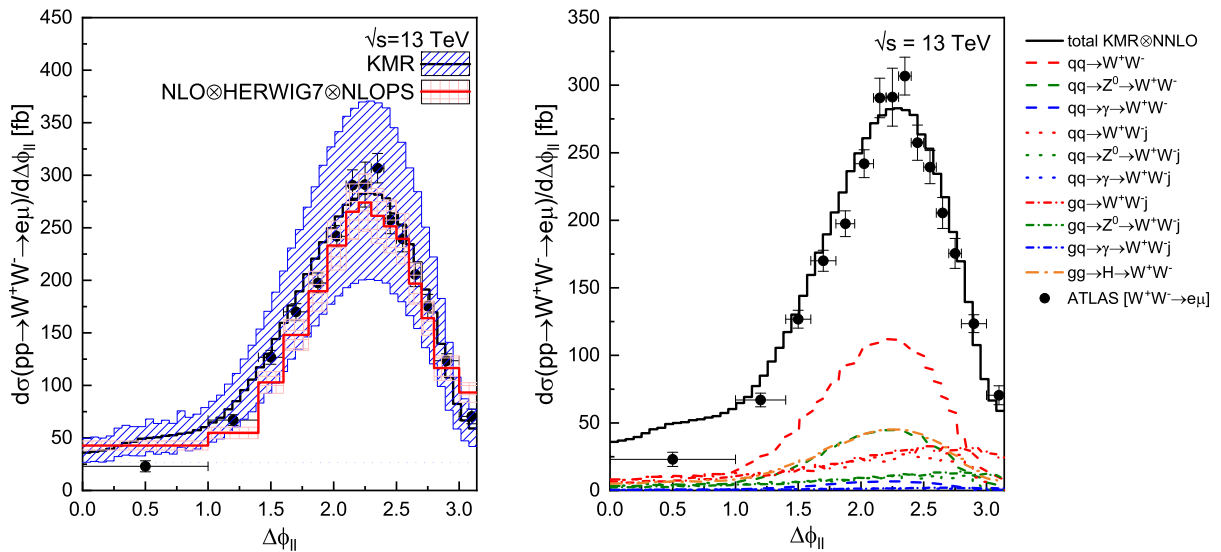 450
400
350
300
250
200
150
100
50
0
0.0 0.5 1.0 1.5 2.0 2.5 3.0
Δϕ||
dσ(pp→W⁺W⁻→eμ)/dΔϕ|| [fb]
√s=13 TeV
KMR
NLO⊗HERWIG7⊗NLOPS
350
300
250
200
150
100
50
0
0.0 0.5 1.0 1.5 2.0 2.5 3.0
Δϕ||
dσ(pp→W⁺W⁻→eμ)/dΔϕ|| [fb]
√s = 13 TeV
total KMR⊗NNLO
qq→W⁺W⁻
qq→Z⁰→W⁺W⁻
qq→γ→W⁺W⁻
qq→W⁺W⁻j
qq→Z⁰→W⁺W⁻j
qq→γ→W⁺W⁻j
gq→W⁺W⁻j
gq→Z⁰→W⁺W⁻j
gq→γ→W⁺W⁻j
gg→H→W⁺W⁻
ATLAS [W⁺W⁻→eμ]